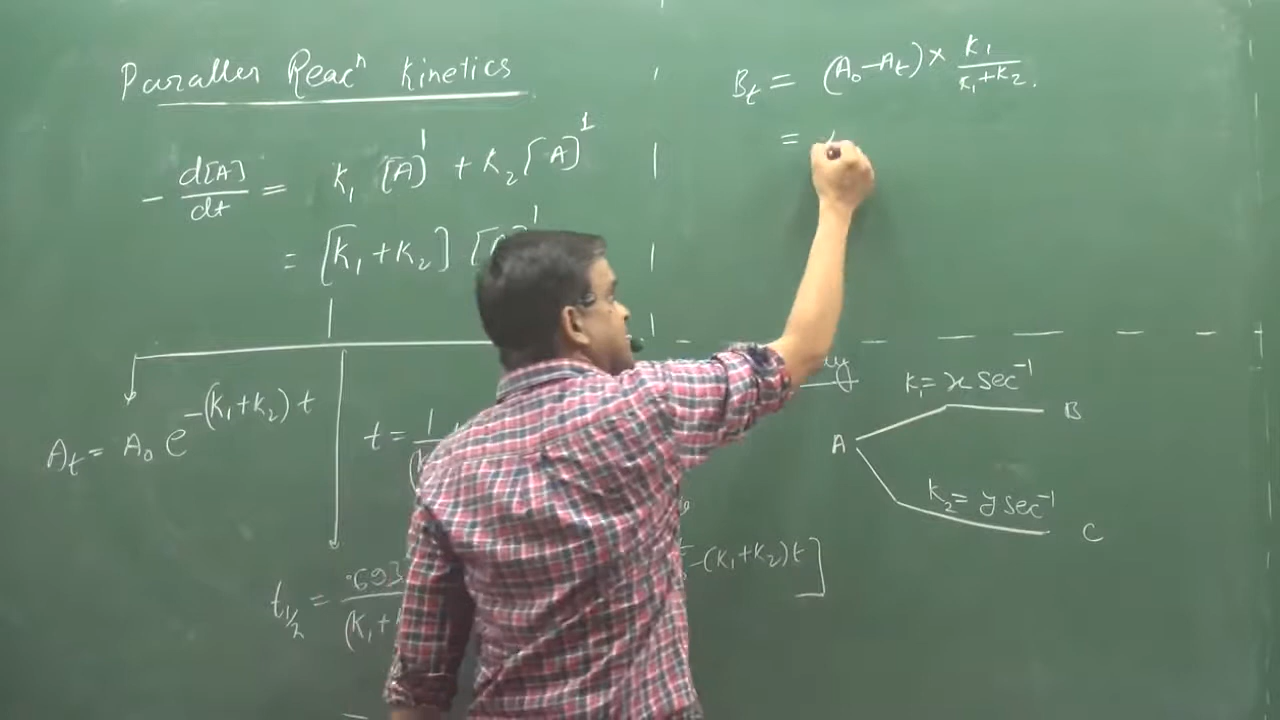 Paraller Reacⁿ Kinetics
-d[A]/dt = K₁ [A]¹ + K₂ [A]¹
= [K₁+K₂] [
Aₜ = A₀ e^-(K₁+K₂)t
t = 1/(
t½ = .693/(K₁+
-(K₁+K₂)t]
Bₜ = (A₀-Aₜ) × K₁/K₁+K₂.
=
K₁ = x sec⁻¹
B
A
K₂ = y sec⁻¹
C